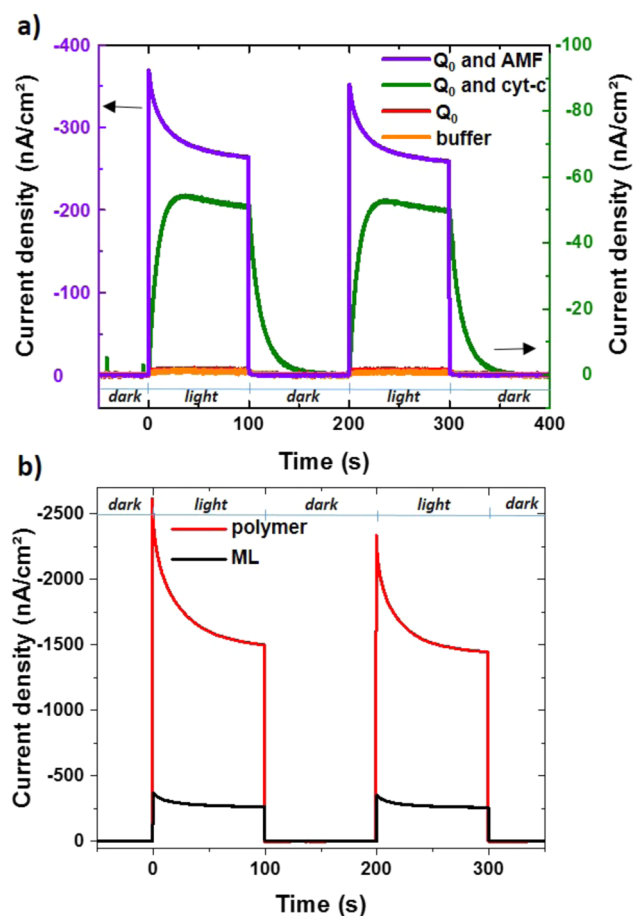 a)
-400
-300
-200
-100
0
Current density (nA/cm²)
Q₀ and AMF
Q₀ and cyt-c
Q₀
buffer
-100
-80
-60
-40
-20
0
Current density (nA/cm²)
dark light dark light dark
0 100 200 300 400
Time (s)
b)
dark light dark light dark
-2500
-2000
-1500
-1000
-500
0
Current density (nA/cm²)
polymer
ML
0 100 200 300
Time (s)